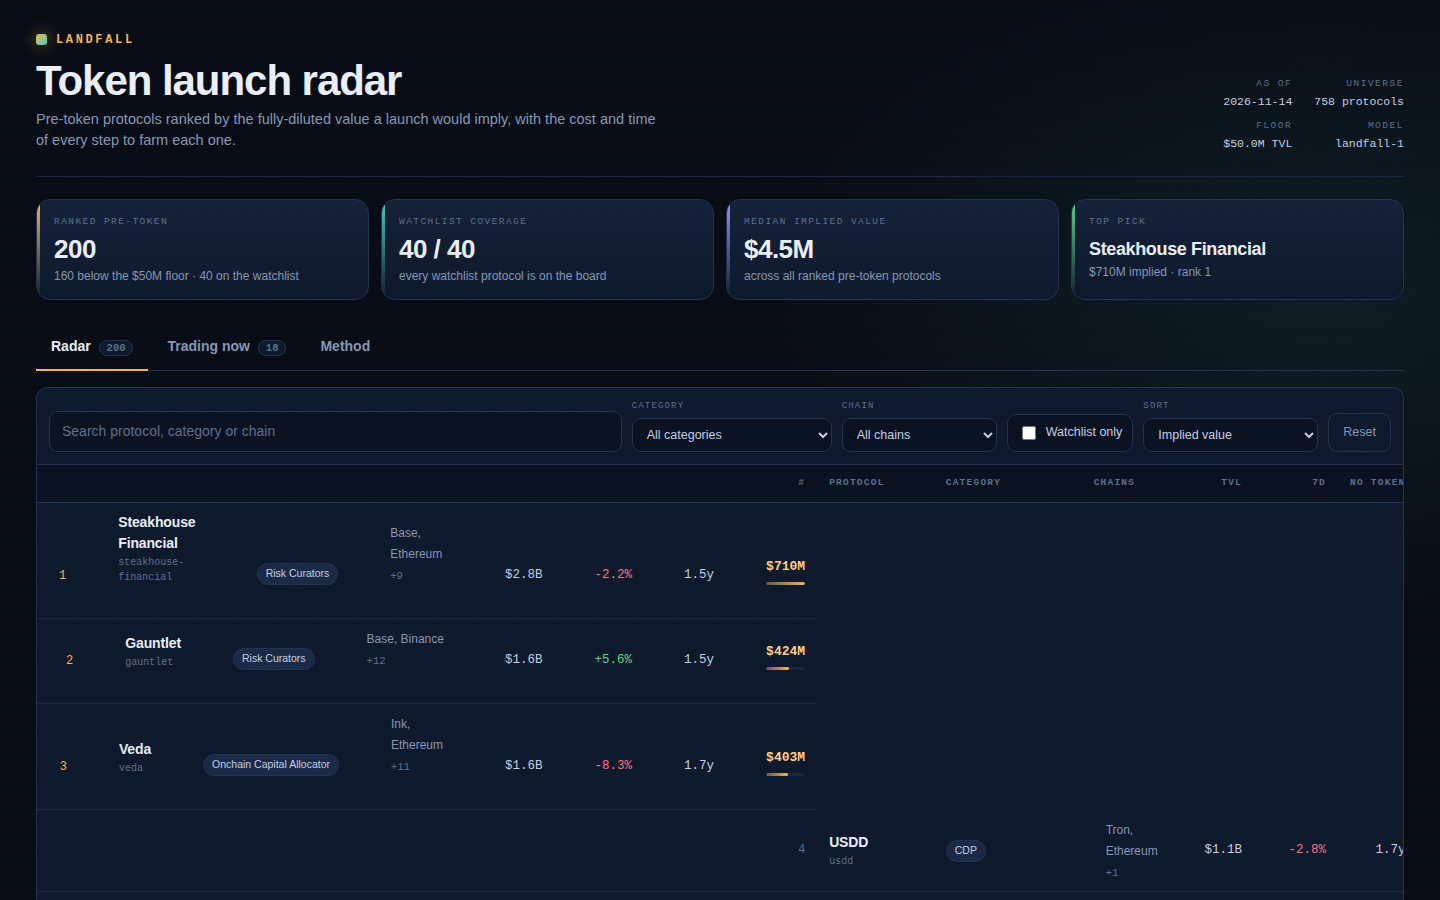 LANDFALL
Token launch radar
Pre-token protocols ranked by the fully-diluted value a launch would imply, with the cost and time
of every step to farm each one.
AS OF
UNIVERSE
2026-11-14
758 protocols
FLOOR
MODEL
$50.0M TVL
landfall-1
RANKED PRE-TOKEN
200
160 below the $50M floor · 40 on the watchlist
WATCHLIST COVERAGE
40 / 40
every watchlist protocol is on the board
MEDIAN IMPLIED VALUE
$4.5M
across all ranked pre-token protocols
TOP PICK
Steakhouse Financial
$710M implied · rank 1
Radar 200
Trading now 18
Method
Search protocol, category or chain
CATEGORY
All categories
CHAIN
All chains
Watchlist only
SORT
Implied value
Reset
# PROTOCOL CATEGORY CHAINS TVL 7D NO TOKEN
1
Steakhouse
Financial
steakhouse-
financial
Risk Curators
Base,
Ethereum
+9
$2.8B
-2.2%
1.5y
$710M
2
Gauntlet
gauntlet
Risk Curators
Base, Binance
+12
$1.6B
+5.6%
1.5y
$424M
3
Veda
veda
Onchain Capital Allocator
Ink,
Ethereum
+11
$1.6B
-8.3%
1.7y
$403M
4
USDD
usdd
CDP
Tron,
Ethereum
+1
$1.1B
-2.8%
1.7y